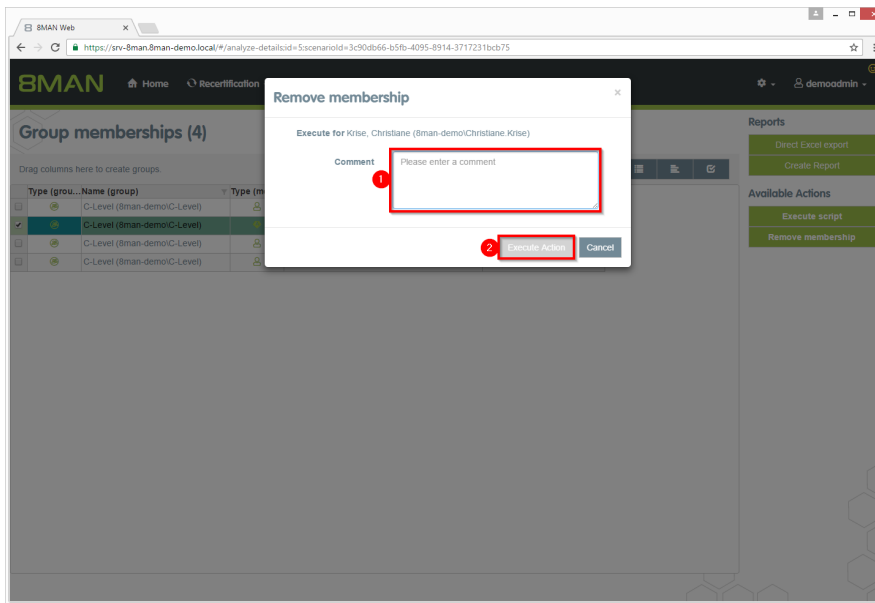 8MAN Web
https://srv-8man.8man-demo.local/#/analyze-details:id=5:scenarioId=3c90db66-b5fb-4095-8914-3717231bcb75
8MAN Home Recertification demoadmin
Remove membership
Execute for Krise, Christiane (8man-demo\Christiane.Krise)
Comment Please enter a comment
1
2 Execute Action Cancel
Group memberships (4)
Drag columns here to create groups.
Type (grou... Name (group) Type (m
C-Level (8man-demo\C-Level)
C-Level (8man-demo\C-Level)
C-Level (8man-demo\C-Level)
C-Level (8man-demo\C-Level)
Reports
Direct Excel export
Create Report
Available Actions
Execute script
Remove membership